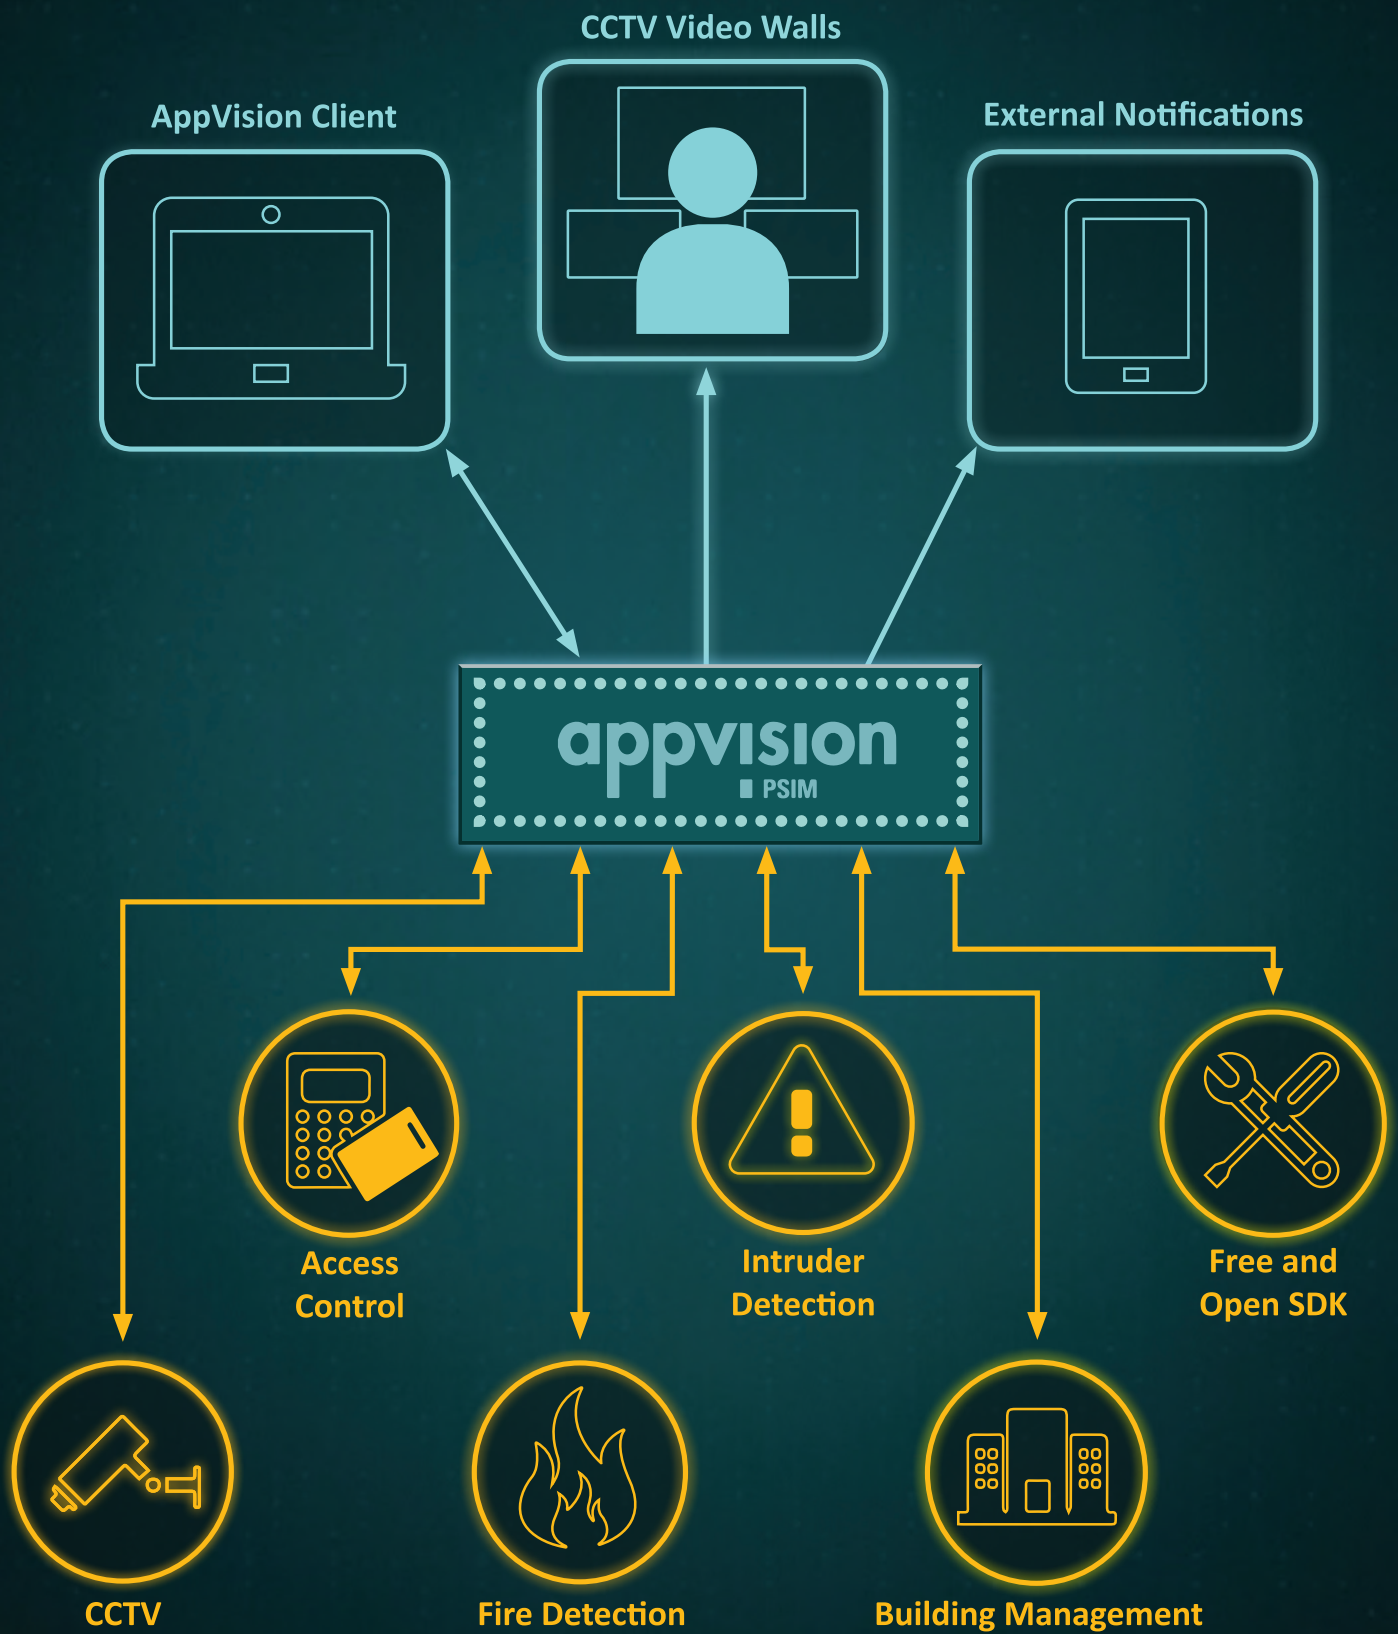 CCTV Video Walls
AppVision Client
External Notifications
appvision
PSIM
Access
Control
Intruder
Detection
Free and
Open SDK
CCTV
Fire Detection
Building Management